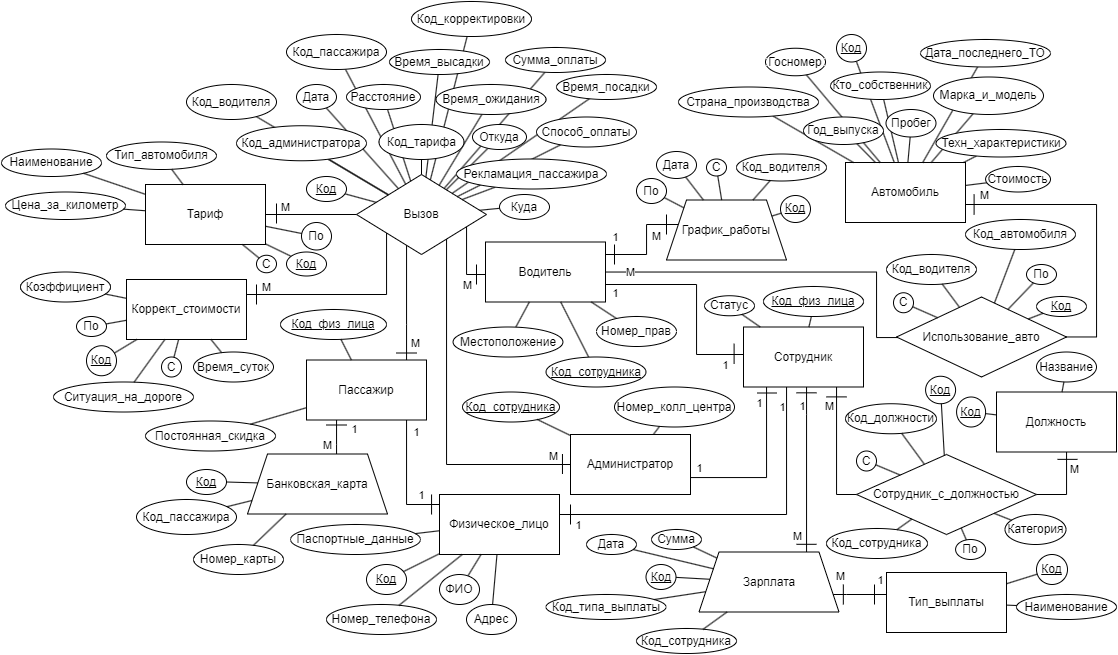 Код_корректировки
Код_пассажира
Время_высадки
Сумма_оплаты
Код
Дата_последнего_ТО
Госномер
Кто_собственник
Марка_и_модель
Код_водителя
Дата
Расстояние
Время_ожидания
Время_посадки
Страна_производства
Год_выпуска
Пробег
Код_администратора
Код_тарифа
Откуда
Способ_оплаты
Техн_характеристики
Наименование
Тип_автомобиля
Рекламация_пассажира
Дата
С
Код_водителя
Стоимость
Код
По
Автомобиль
М
Цена_за_километр
Тариф
М
Вызов
Куда
Код
График_работы
По
Код
С
1
М
Код_автомобиля
Коэффициент
Коррект_стоимости
М
М
Водитель
М
1
Код_водителя
По
С
Код
Статус
Код_физ_лица
По
Код_физ_лица
Номер_прав
Использование_авто
Местоположение
Код
С
Время_суток
М
Код_сотрудника
1
Сотрудник
Название
Ситуация_на_дороге
Пассажир
Код_сотрудника
Номер_колл_центра
1
1
1
М
Код
Код_должности
Код
Должность
Постоянная_скидка
1
1
М
М
Администратор
1
С
М
Код
Банковская_карта
Сотрудник_с_должностью
Код_пассажира
1
Физическое_лицо
1
Категория
Номер_карты
Паспортные_данные
Дата
Сумма
М
Код_сотрудника
По
Код
ФИО
Код
Зарплата
М
1
Тип_выплаты
Код
Номер_телефона
Адрес
Код_типа_выплаты
Наименование
Код_сотрудника